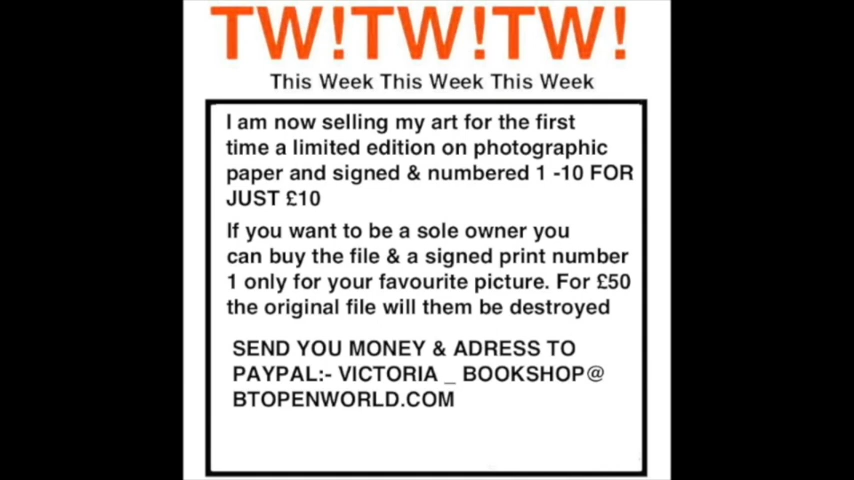 TW!TW!TW!
This Week This Week This Week
I am now selling my art for the first
time a limited edition on photographic
paper and signed & numbered 1 -10 FOR
JUST £10
If you want to be a sole owner you
can buy the file & a signed print number
1 only for your favourite picture. For £50
the original file will them be destroyed
SEND YOU MONEY & ADRESS TO
PAYPAL:- VICTORIA _ BOOKSHOP@
BTOPENWORLD.COM